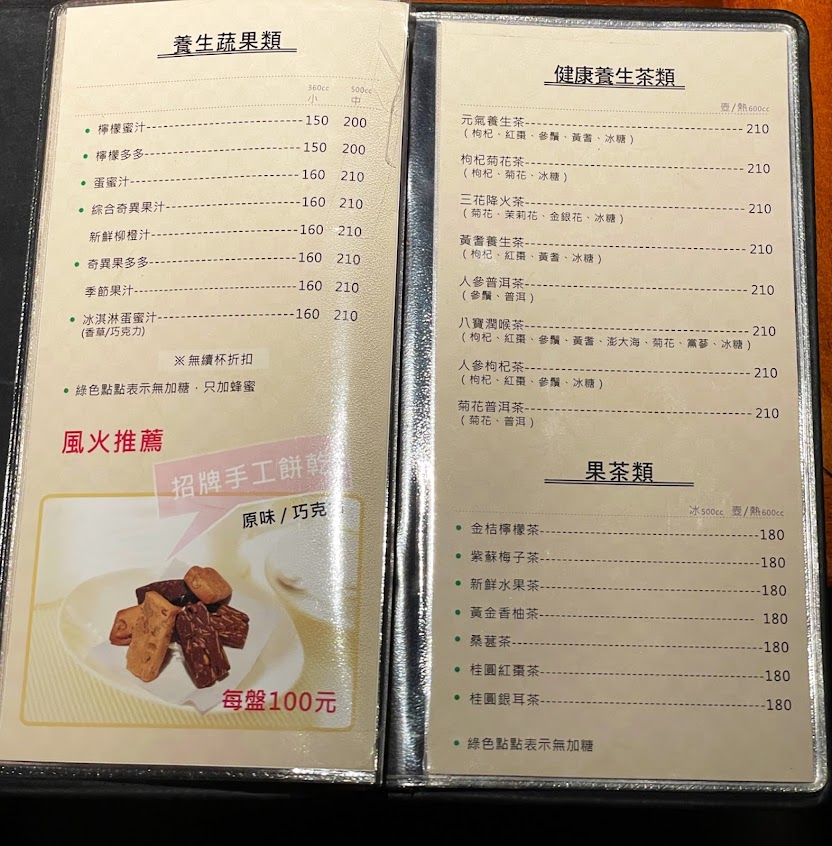 養生蔬果類
360cc 500cc
小 中
• 檸檬蜜汁 150 200
• 檸檬多多 150 200
• 蛋蜜汁 160 210
• 綜合奇異果汁 160 210
新鮮柳橙汁 160 210
• 奇異果多多 160 210
季節果汁 160 210
• 冰淇淋蛋蜜汁 160 210
(香草/巧克力)
※無續杯折扣
• 綠色點點表示無加糖，只加蜂蜜
風火推薦
招牌手工餅乾
原味 / 巧克
每盤100元
健康養生茶類
壺/熱600cc
元氣養生茶 210
( 枸杞、紅棗、參鬚、黃耆、冰糖 )
枸杞菊花茶 210
( 枸杞、菊花、冰糖 )
三花降火茶 210
( 菊花、茉莉花、金銀花、冰糖 )
黃耆養生茶 210
( 枸杞、紅棗、黃耆、冰糖 )
人參普洱茶 210
( 參鬚、普洱 )
八寶潤喉茶 210
( 枸杞、紅棗、參鬚、黃耆、澎大海、菊花、黨蔘、冰糖 )
人參枸杞茶 210
( 枸杞、紅棗、參鬚、冰糖 )
菊花普洱茶 210
( 菊花、普洱 )
果茶類
冰500cc 壺/熱600cc
• 金桔檸檬茶 180
• 紫蘇梅子茶 180
• 新鮮水果茶 180
• 黃金香柚茶 180
• 桑葚茶 180
• 桂圓紅棗茶 180
• 桂圓銀耳茶 180
• 綠色點點表示無加糖